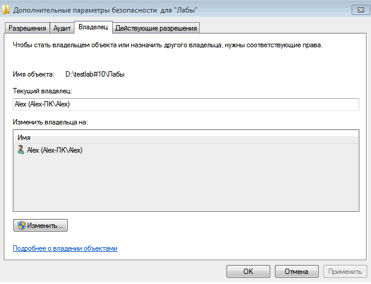 Дополнительные параметры безопасности для "Лабы"
Разрешения Аудит Владелец Действующие разрешения
Чтобы стать владельцем объекта или назначить другого владельца, нужны соответствующие права.
Имя объекта: D:\testlab#10\Лабы
Текущий владелец:
Alex (Alex-ПК\Alex)
Изменить владельца на:
Имя
Alex (Alex-ПК\Alex)
Изменить...
Подробнее о владении объектами
OK Отмена Применить